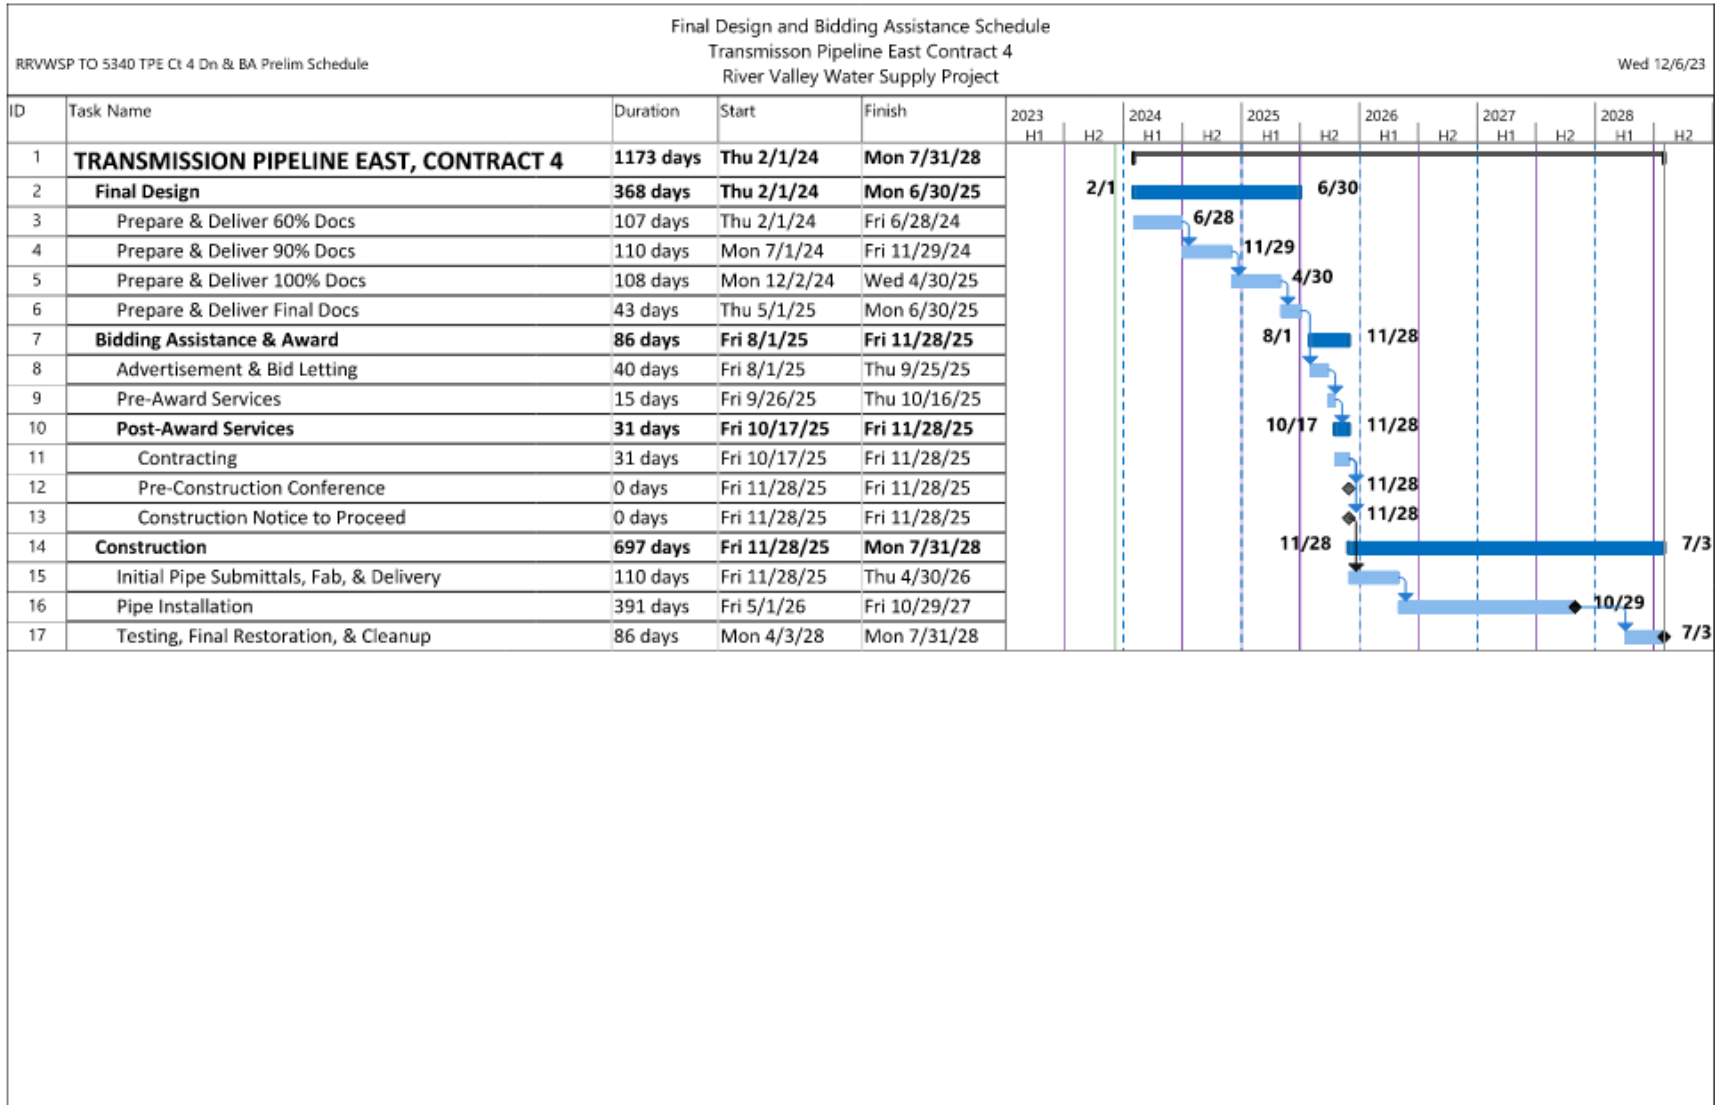 Final Design and Bidding Assistance Schedule
Transmisson Pipeline East Contract 4
RRVWSP TO 5340 TPE Ct 4 Dn & BA Prelim Schedule
River Valley Water Supply Project
Wed 12/6/23
ID Task Name Duration Start Finish 2023 2024 2025 2026 2027 2028
H1 H2 H1 H2 H1 H2 H1 H2 H1 H2 H1 H2
1 TRANSMISSION PIPELINE EAST, CONTRACT 4 1173 days Thu 2/1/24 Mon 7/31/28
2 Final Design 368 days Thu 2/1/24 Mon 6/30/25 2/1 6/30
3 Prepare & Deliver 60% Docs 107 days Thu 2/1/24 Fri 6/28/24 6/28
4 Prepare & Deliver 90% Docs 110 days Mon 7/1/24 Fri 11/29/24 11/29
5 Prepare & Deliver 100% Docs 108 days Mon 12/2/24 Wed 4/30/25 4/30
6 Prepare & Deliver Final Docs 43 days Thu 5/1/25 Mon 6/30/25
7 Bidding Assistance & Award 86 days Fri 8/1/25 Fri 11/28/25 8/1 11/28
8 Advertisement & Bid Letting 40 days Fri 8/1/25 Thu 9/25/25
9 Pre-Award Services 15 days Fri 9/26/25 Thu 10/16/25
10 Post-Award Services 31 days Fri 10/17/25 Fri 11/28/25 10/17 11/28
11 Contracting 31 days Fri 10/17/25 Fri 11/28/25
12 Pre-Construction Conference 0 days Fri 11/28/25 Fri 11/28/25 11/28
13 Construction Notice to Proceed 0 days Fri 11/28/25 Fri 11/28/25 11/28
14 Construction 697 days Fri 11/28/25 Mon 7/31/28 11/28 7/3
15 Initial Pipe Submittals, Fab, & Delivery 110 days Fri 11/28/25 Thu 4/30/26
16 Pipe Installation 391 days Fri 5/1/26 Fri 10/29/27 10/29
17 Testing, Final Restoration, & Cleanup 86 days Mon 4/3/28 Mon 7/31/28 7/3